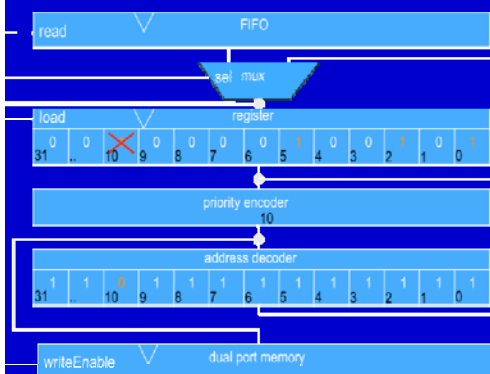 read FIFO
sel mux
load register
0 0 0 0 0 0 0 1 0 0 1 0 1
31 .. 10 9 8 7 6 5 4 3 2 1 0
priority encoder
10
address decoder
1 1 0 1 1 1 1 1 1 1 1 1 1
31 .. 10 9 8 7 6 5 4 3 2 1 0
writeEnable dual port memory